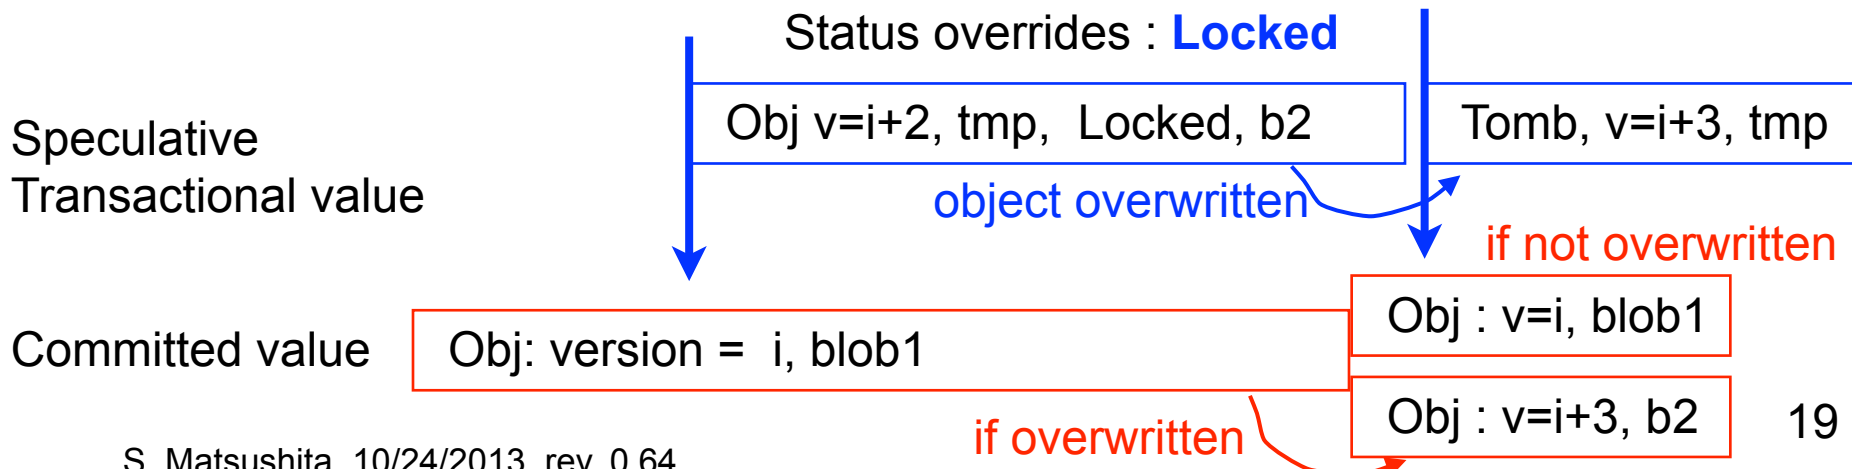 Status overrides : Locked
Speculative
Transactional value
Obj v=i+2, tmp, Locked, b2
Tomb, v=i+3, tmp
object overwritten
if not overwritten
Committed value
Obj: version = i, blob1
Obj : v=i, blob1
Obj : v=i+3, b2
if overwritten
19
S. Matsushita 10/24/2013 rev. 0.64